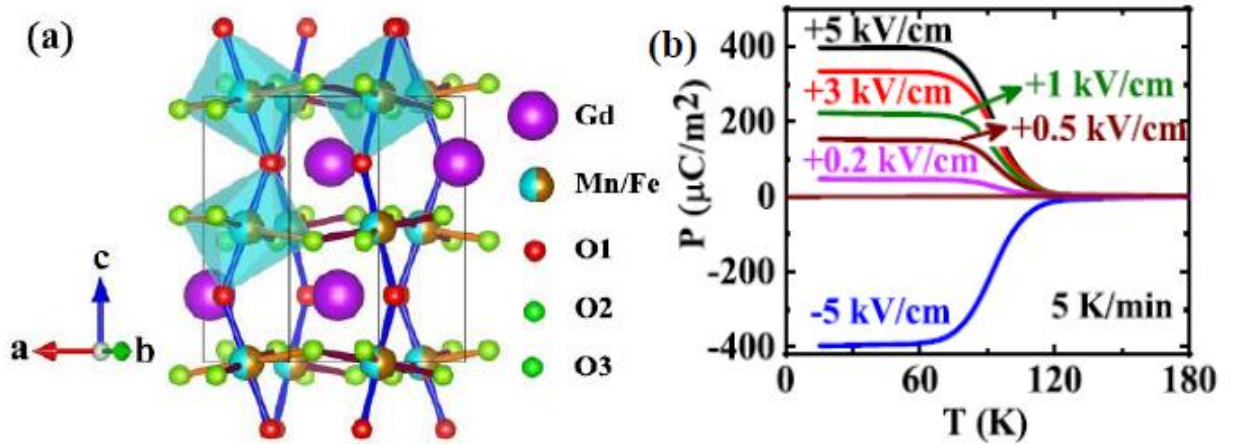 (a)
Gd
Mn/Fe
O1
O2
O3
c
a
b
(b)
P (μC/m²)
400
200
0
-200
-400
+5 kV/cm
+3 kV/cm
+1 kV/cm
+0.5 kV/cm
+0.2 kV/cm
-5 kV/cm
5 K/min
0
60
120
180
T (K)